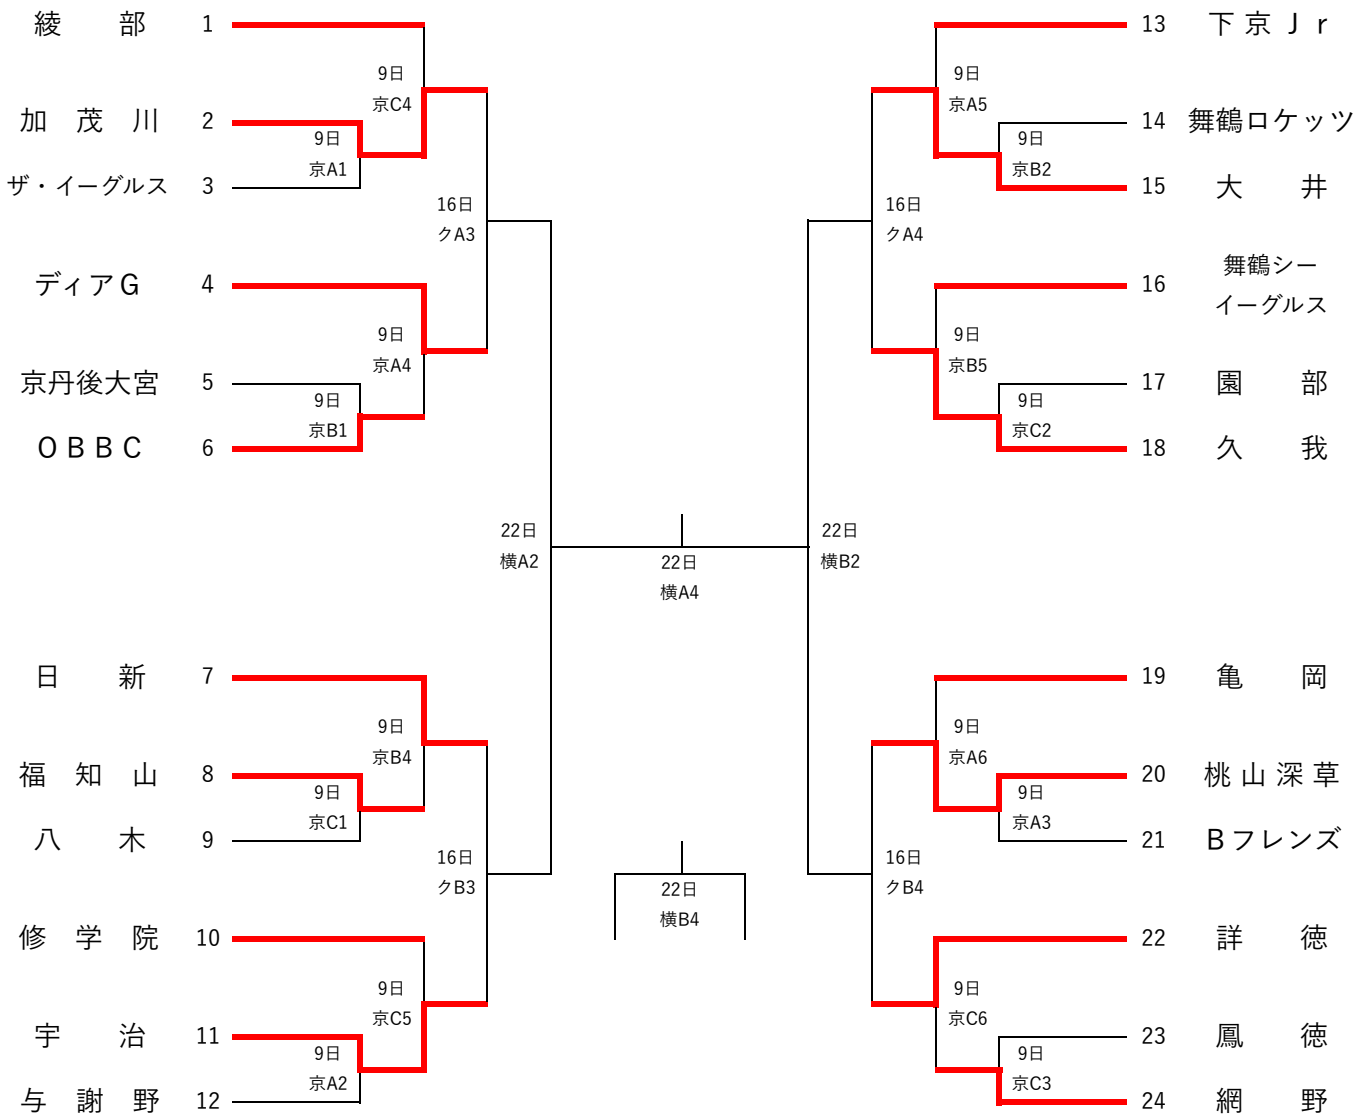 綾部 1
9日
京C4
加茂川 2
9日
京A1
ザ・イーグルス 3
16日
クA3
ディアG 4
9日
京A4
京丹後大宮 5
9日
京B1
OBBC 6
22日
横A2
日新 7
9日
京B4
福知山 8
9日
京C1
八木 9
16日
クB3
修学院 10
9日
京C5
宇治 11
9日
京A2
与謝野 12
22日
横A4
22日
横B4
13 下京Jr
9日
京A5
14 舞鶴ロケッツ
9日
京B2
15 大井
16日
クA4
16 舞鶴シー
イーグルス
9日
京B5
17 園部
9日
京C2
18 久我
22日
横B2
19 亀岡
9日
京A6
20 桃山深草
9日
京A3
21 Bフレンズ
16日
クB4
22 詳徳
9日
京C6
23 鳳徳
9日
京C3
24 網野